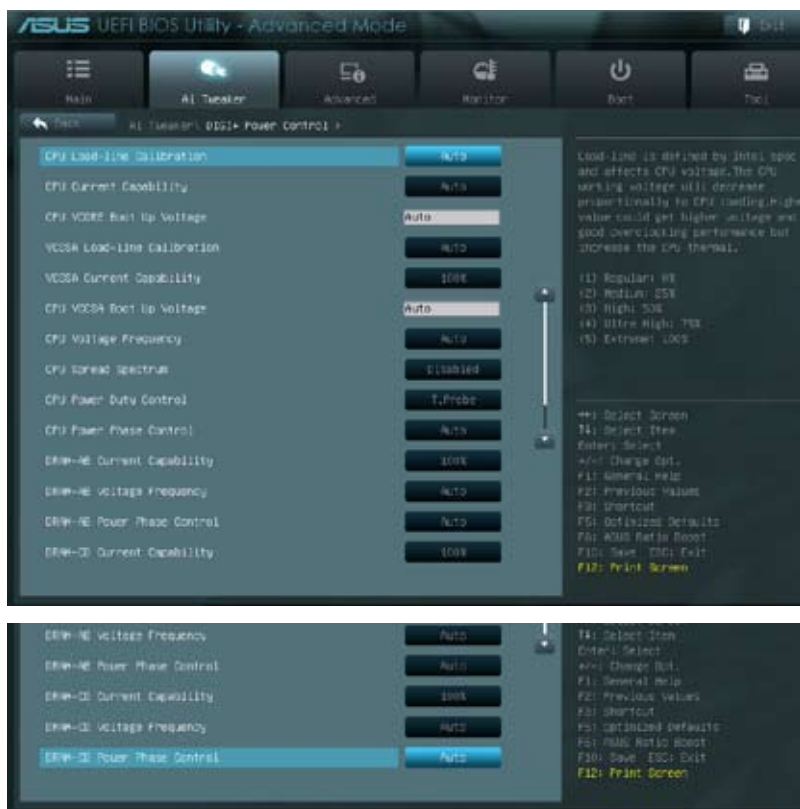 ASUS UEFI BIOS Utility - Advanced Mode
Exit
Main
Ai Tweaker
Advanced
Monitor
Boot
Tool
Back
Ai Tweaker\ DIGI+ Power Control >
CPU Load-line Calibration
Auto
CPU Current Capability
Auto
CPU VCORE Boot Up Voltage
Auto
VCCSA Load-line Calibration
Auto
VCCSA Current Capability
100%
CPU VCCSA Boot Up Voltage
Auto
CPU Voltage Frequency
Auto
CPU Spread Spectrum
Disabled
CPU Power Duty Control
T.Probe
CPU Power Phase Control
Auto
DRAM-AB Current Capability
100%
DRAM-AB Voltage Frequency
Auto
DRAM-AB Power Phase Control
Auto
DRAM-CD Current Capability
100%
Load-line is defined by Intel spec
and affects CPU voltage.The CPU
working voltage will decrease
proportionally to CPU loading.Highe
value could get higher voltage and
good overclocking performance but
increase the CPU thermal.
(1) Regular: 0%
(2) Medium: 25%
(3) High: 50%
(4) Ultra High: 75%
(5) Extreme: 100%
→←: Select Screen
↑↓: Select Item
Enter: Select
+/-: Change Opt.
F1: General Help
F2: Previous Values
F3: Shortcut
F5: Optimized Defaults
F6: ASUS Ratio Boost
F10: Save ESC: Exit
F12: Print Screen
DRAM-AB Voltage Frequency
Auto
DRAM-AB Power Phase Control
Auto
DRAM-CD Current Capability
100%
DRAM-CD Voltage Frequency
Auto
DRAM-CD Power Phase Control
Auto
↑↓: Select Item
Enter: Select
+/-: Change Opt.
F1: General Help
F2: Previous Values
F3: Shortcut
F5: Optimized Defaults
F6: ASUS Ratio Boost
F10: Save ESC: Exit
F12: Print Screen